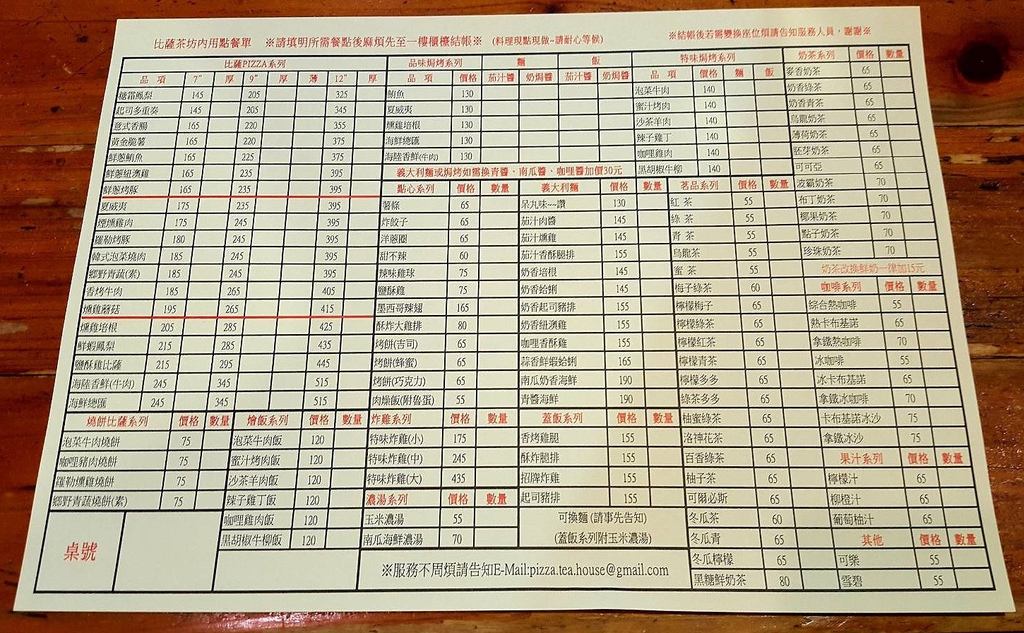 比薩茶坊內用點餐單 ※請填明所需餐點後麻煩先至一樓櫃檯結帳※ (料理現點現做~請耐心等候) ※結帳後若需變換座位煩請告知服務人員,謝謝※
比薩PIZZA系列
品 項 7" 厚 9" 厚 薄 12" 厚
糖霜鳳梨 145 205 325
起司多重奏 145 205 345
意式香腸 165 220 355
黃金脆薯 165 220 375
鮮蔥鮪魚 165 225 375
鮮蔥紐澳雞 165 235 395
鮮蔥烤豚 165 235 395
夏威夷 175 235 395
煙燻雞肉 175 245 395
羅勒烤豚 180 245 395
韓式泡菜燒肉 185 245 395
鄉野青蔬(素) 185 245 395
香烤牛肉 185 265 405
燻雞蘑菇 195 265 415
燻雞培根 205 285 425
鮮蝦鳳梨 215 285 435
鹽酥雞比薩 215 295 445
海陸香鮮(牛肉) 245 345 515
海鮮總匯 245 345 515
品味焗烤系列 麵 飯
品 項 價格 茄汁醬 奶焗醬 茄汁醬 奶焗醬
鮪魚 130
夏威夷 130
燻雞培根 130
海鮮總匯 130
海陸香鮮(牛肉) 130
特味焗烤系列
品 項 價格 麵 飯
泡菜牛肉 140
蜜汁烤肉 140
沙茶羊肉 140
辣子雞丁 140
咖哩雞肉 140
黑胡椒牛柳 140
義大利麵或焗烤如需換青醬、南瓜醬、咖哩醬加價30元
點心系列 價格 數量
薯條 65
炸餃子 65
洋蔥圈 65
甜不辣 60
辣味雞球 75
鹽酥雞 75
墨西哥辣翅 165
酥炸大雞排 80
烤餅(吉司) 65
烤餅(蜂蜜) 65
烤餅(巧克力) 65
肉燥飯(附魯蛋) 55
義大利麵 價格 數量
呆丸味~~讚 130
茄汁肉醬 145
茄汁燻雞 145
茄汁香酥豬排 155
奶香培根 145
奶香蛤蜊 145
奶香起司豬排 155
奶香紐澳雞 155
咖哩香酥雞 155
蒜香鮮蝦蛤蜊 165
南瓜奶香海鮮 190
青醬海鮮 190
茗品系列 價格 數量
紅 茶 55
綠 茶 55
青 茶 55
烏龍茶 55
蜜 茶 55
梅子綠茶 60
檸檬梅子 65
檸檬綠茶 65
檸檬紅茶 65
檸檬青茶 65
檸檬多多 65
綠茶多多 65
柚蜜綠茶 65
洛神花茶 65
百香綠茶 65
柚子茶 65
可爾必斯 65
冬瓜茶 60
冬瓜青 65
冬瓜檸檬 65
黑糖鮮奶茶 80
奶茶系列 價格 數量
麥香奶茶 65
奶香綠茶 65
奶香青茶 65
烏龍奶茶 65
薄荷奶茶 65
胚芽奶茶 65
可可亞 65
波霸奶茶 70
布丁奶茶 70
椰果奶茶 70
點子奶茶 70
珍珠奶茶 70
奶茶改換鮮奶一律加15元
咖啡系列 價格 數量
綜合熱咖啡 55
熱卡布基諾 65
拿鐵熱咖啡 65
冰咖啡 55
冰卡布基諾 65
拿鐵冰咖啡 65
卡布基諾冰沙 75
拿鐵冰沙 75
果汁系列 價格 數量
檸檬汁 65
柳橙汁 65
葡萄柚汁 65
其他 價格 數量
可樂 55
雪碧 55
燒餅比薩系列 價格 數量
泡菜牛肉燒餅 75
咖哩豬肉燒餅 75
羅勒燻雞燒餅 75
鄉野青蔬燒餅(素) 75
燴飯系列 價格 數量
泡菜牛肉飯 120
蜜汁烤肉飯 120
沙茶羊肉飯 120
辣子雞丁飯 120
咖哩雞肉飯 120
黑胡椒牛柳飯 120
炸雞系列 價格 數量
特味炸雞(小) 175
特味炸雞(中) 245
特味炸雞(大) 435
濃湯系列 價格 數量
玉米濃湯 55
南瓜海鮮濃湯 70
蓋飯系列 價格 數量
香烤雞腿 155
酥炸雞腿 155
招牌炸雞 155
起司豬排 155
可換麵 (請事先告知)
(蓋飯系列附玉米濃湯)
桌號
※服務不周煩請告知E-Mail:pizza.tea.house@gmail.com